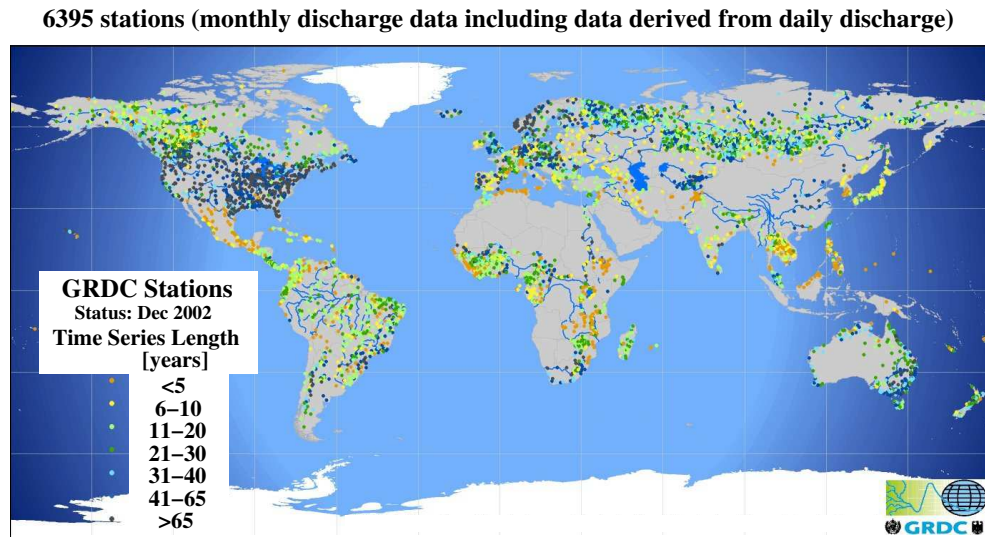 6395 stations (monthly discharge data including data derived from daily discharge)
GRDC Stations
Status: Dec 2002
Time Series Length
[years]
<5
6−10
11−20
21−30
31−40
41−65
>65
GRDC